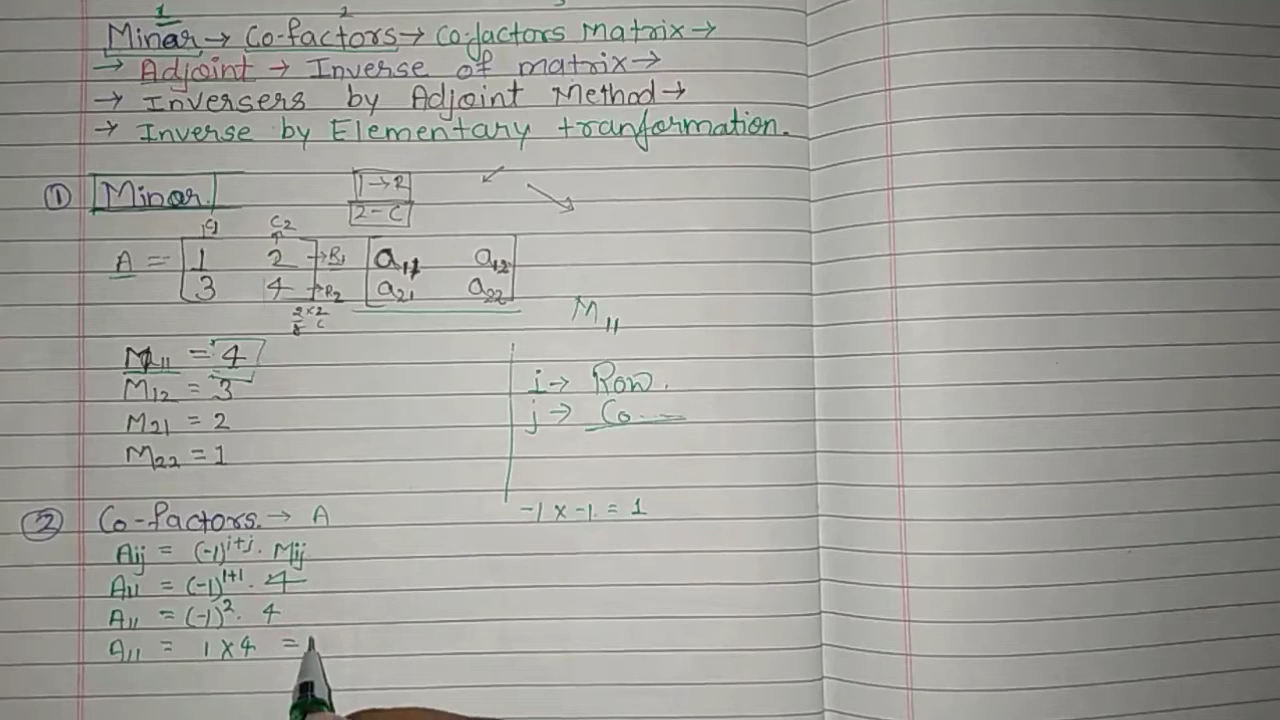 1 2
Minor → Co-factors → Cofactors Matrix →
→ Adjoint → Inverse of matrix →
→ Inversers by Adjoint Method →
→ Inverse by Elementary tranformation.
① Minor. 1 → R
2 - C
C1 C2
A = [1 2 → R1 [a11 a12
3 4] → R2 a21 a22]
2 × 2
C
M11
M11 = 4
M12 = 3
M21 = 2
M22 = 1
i → Row.
j → Co
② Co-factors. → A
-1 × -1. = 1
Aij = (-1)^i+j . Mij
A11 = (-1)^1+1 . 4
A11 = (-1)^2 . 4
A11 = 1 × 4 =